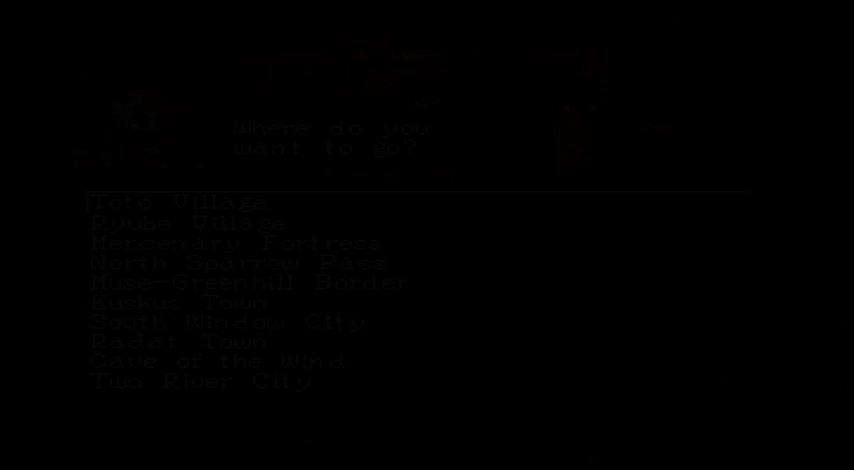 Where do you
want to go?
Toto Village
Ryube Village
Mercenary Fortress
North Sparrow Pass
Muse-Greenhill Border
Kuskus Town
South Window City
Radat Town
Cave of the Wind
Two River City